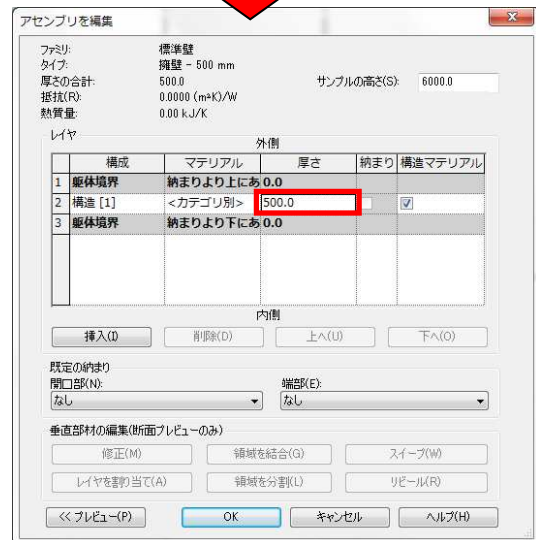 アセンブリを編集
ファミリ: 標準壁
タイプ: 擁壁 - 500 mm
厚さの合計: 500.0 サンプルの高さ(S): 6000.0
抵抗(R): 0.0000 (m²K)/W
熱質量: 0.00 kJ/K
レイヤ
外側
構成 マテリアル 厚さ 納まり 構造マテリアル
1 躯体境界 納まりより上にあ 0.0
2 構造 [1] <カテゴリ別> 500.0
3 躯体境界 納まりより下にあ 0.0
内側
挿入(I) 削除(D) 上へ(U) 下へ(O)
既定の納まり
開口部(N): 端部(E):
なし なし
垂直部材の編集(断面プレビューのみ)
修正(M) 領域を結合(G) スイープ(W)
レイヤを割り当て(A) 領域を分割(L) リビール(R)
<< プレビュー(P) OK キャンセル ヘルプ(H)